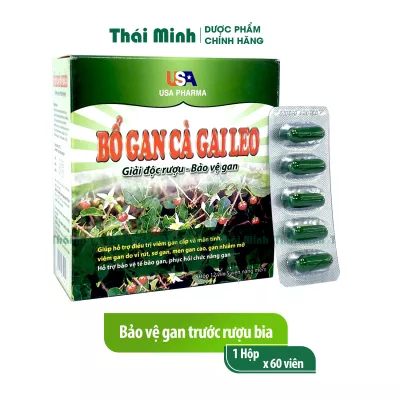 Thái Minh
DƯỢC PHẨM
CHÍNH HÃNG
USA
USA PHARMA
BỔ GAN CÀ GAI LEO
Giải độc rượu - Bảo vệ gan
Giúp hỗ trợ điều trị viêm gan cấp và mãn tính,
viêm gan do vi rút, sơ gan, men gan cao, gan nhiễm mỡ
Hỗ trợ bảo vệ tế bào gan, phục hồi chức năng gan
Bảo vệ gan trước rượu bia
1 Hộp
x 60 viên